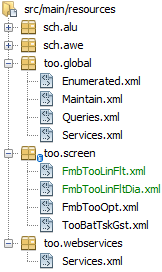 src/main/resources
sch.alu
sch.awe
too.global
Enumerated.xml
Maintain.xml
Queries.xml
Services.xml
too.screen
FmbTooLinFlt.xml
FmbTooLinFltDia.xml
FmbTooOpt.xml
TooBatTskGst.xml
too.webservices
Services.xml